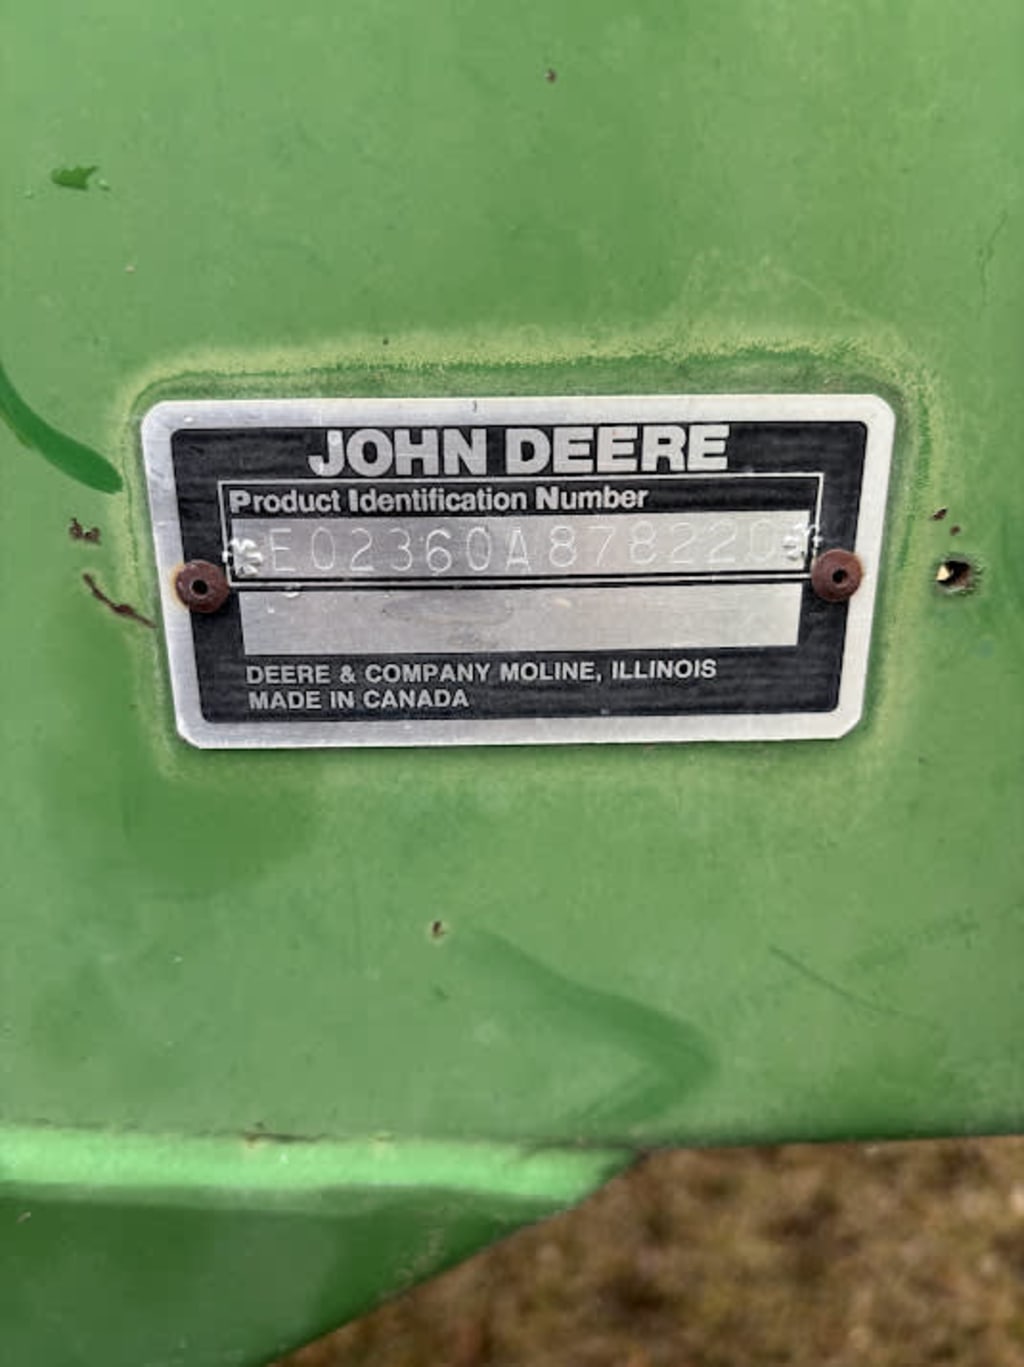 JOHN DEERE
Product Identification Number
*E02360A878220*
DEERE & COMPANY MOLINE, ILLINOIS
MADE IN CANADA